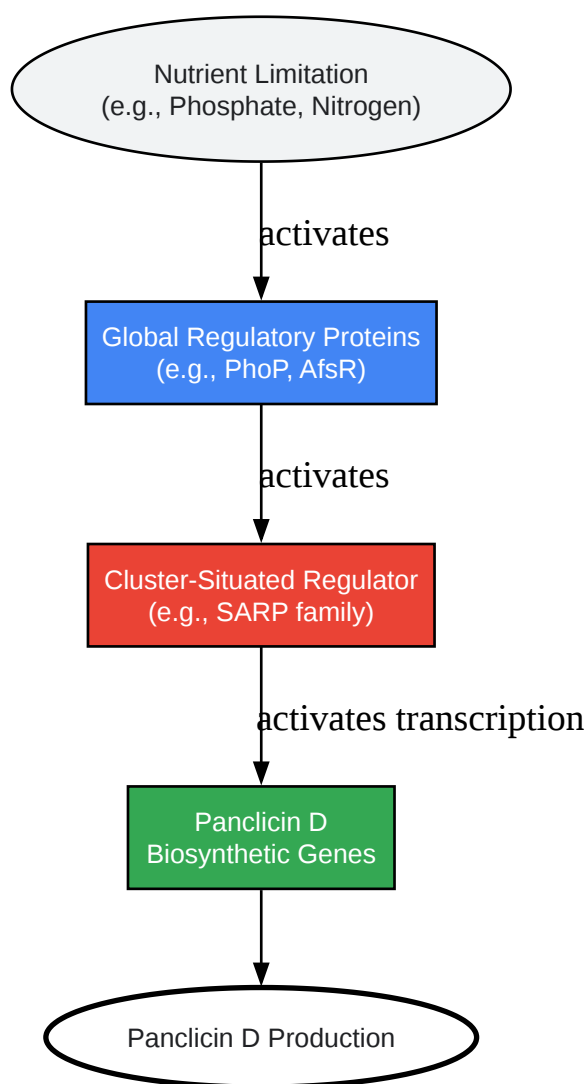 Nutrient Limitation
(e.g., Phosphate, Nitrogen)
activates
Global Regulatory Proteins
(e.g., PhoP, AfsR)
activates
Cluster-Situated Regulator
(e.g., SARP family)
activates transcription
Panclicin D
Biosynthetic Genes
Panclicin D Production